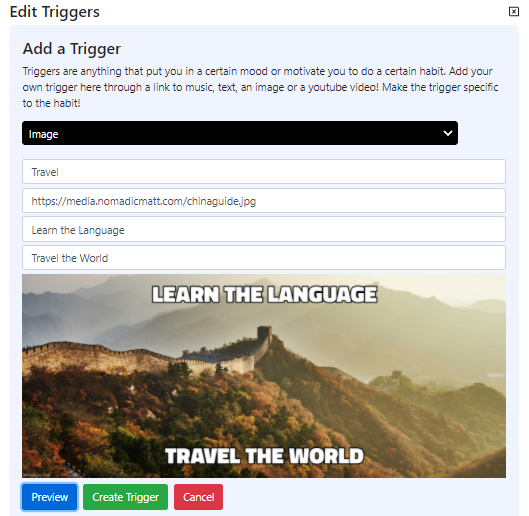 Edit Triggers
Add a Trigger
Triggers are anything that put you in a certain mood or motivate you to do a certain habit. Add your
own trigger here through a link to music, text, an image or a youtube video! Make the trigger specific
to the habit!
Image
Travel
https://media.nomadicmatt.com/chinaguide.jpg
Learn the Language
Travel the World
LEARN THE LANGUAGE
TRAVEL THE WORLD
Preview
Create Trigger
Cancel